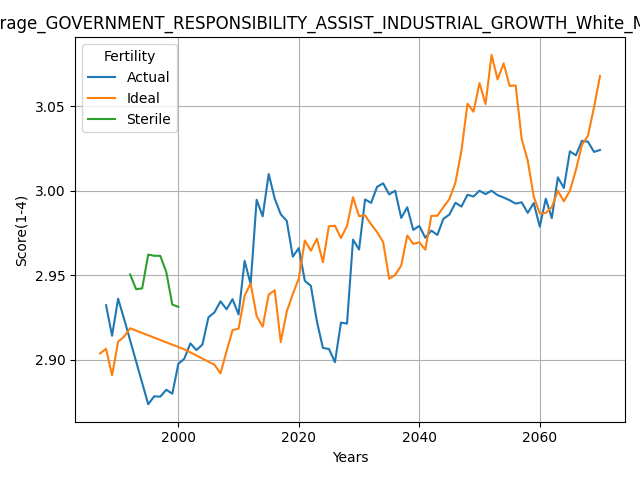 rage_GOVERNMENT_RESPONSIBILITY_ASSIST_INDUSTRIAL_GROWTH_White_M
Fertility
Actual
Ideal
Sterile
Score(1-4)
3.05
3.00
2.95
2.90
2000 2020 2040 2060
Years